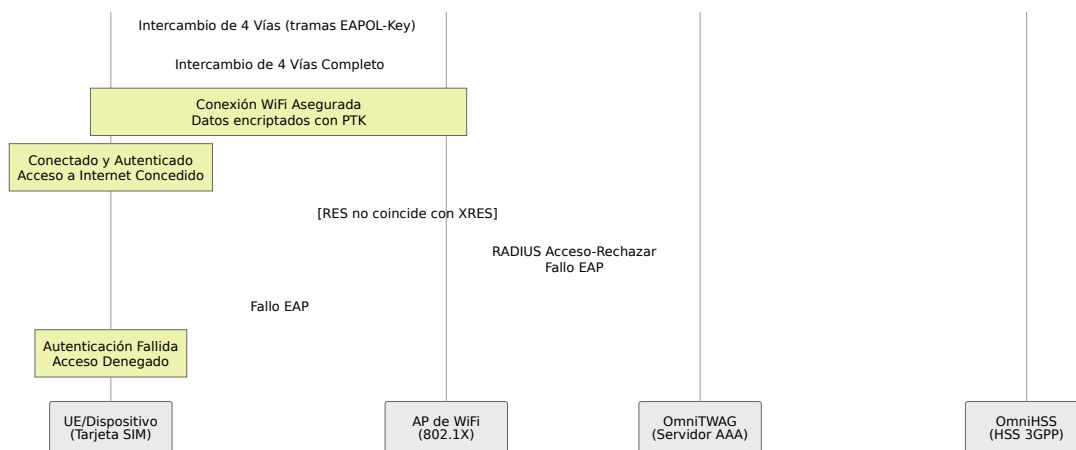 Intercambio de 4 Vías (tramas EAPOL-Key)
Intercambio de 4 Vías Completo
Conexión WiFi Asegurada
Datos encriptados con PTK
Conectado y Autenticado
Acceso a Internet Concedido
[RES no coincide con XRES]
RADIUS Acceso-Rechazar
Fallo EAP
Fallo EAP
Autenticación Fallida
Acceso Denegado
UE/Dispositivo
(Tarjeta SIM)
AP de WiFi
(802.1X)
OmniTWAG
(Servidor AAA)
OmniHSS
(HSS 3GPP)